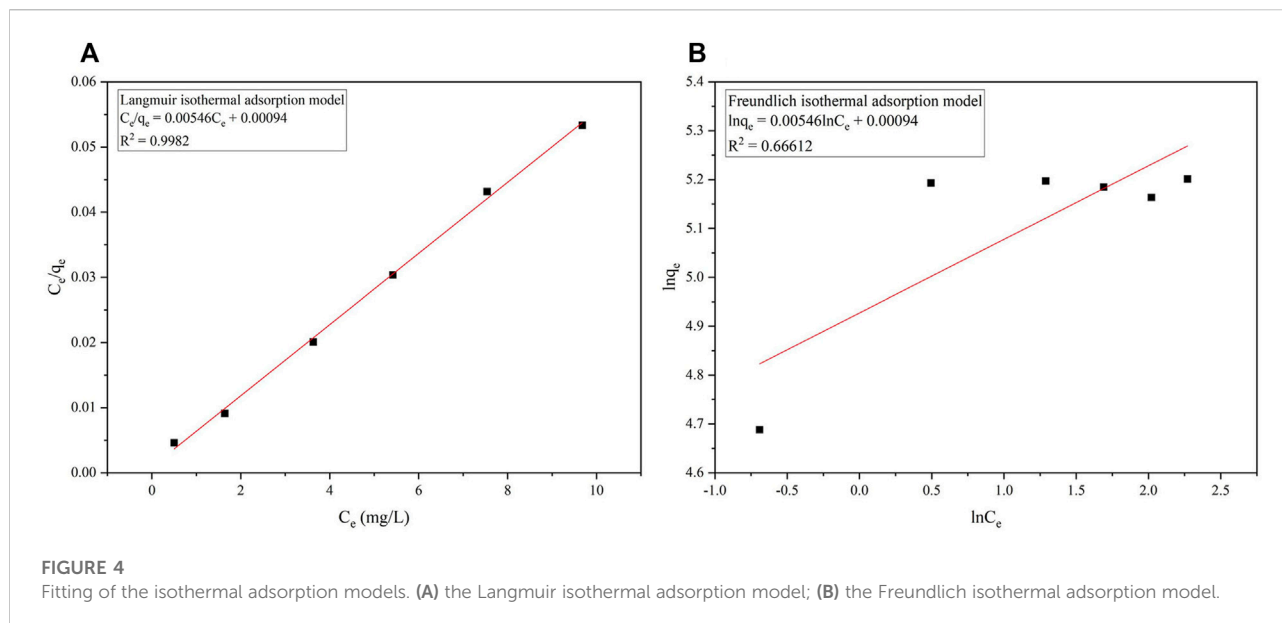 A
Langmuir isothermal adsorption model
Cₑ/qₑ = 0.00546Cₑ + 0.00094
R² = 0.9982
0.06
0.05
0.04
0.03
0.02
0.01
0.00
Cₑ/qₑ
0 2 4 6 8 10
Cₑ (mg/L)
B
Freundlich isothermal adsorption model
lnqₑ = 0.00546lnCₑ + 0.00094
R² = 0.66612
5.4
5.3
5.2
5.1
5.0
4.9
4.8
4.7
4.6
lnqₑ
-1.0 -0.5 0.0 0.5 1.0 1.5 2.0 2.5
lnCₑ
FIGURE 4
Fitting of the isothermal adsorption models. (A) the Langmuir isothermal adsorption model; (B) the Freundlich isothermal adsorption model.